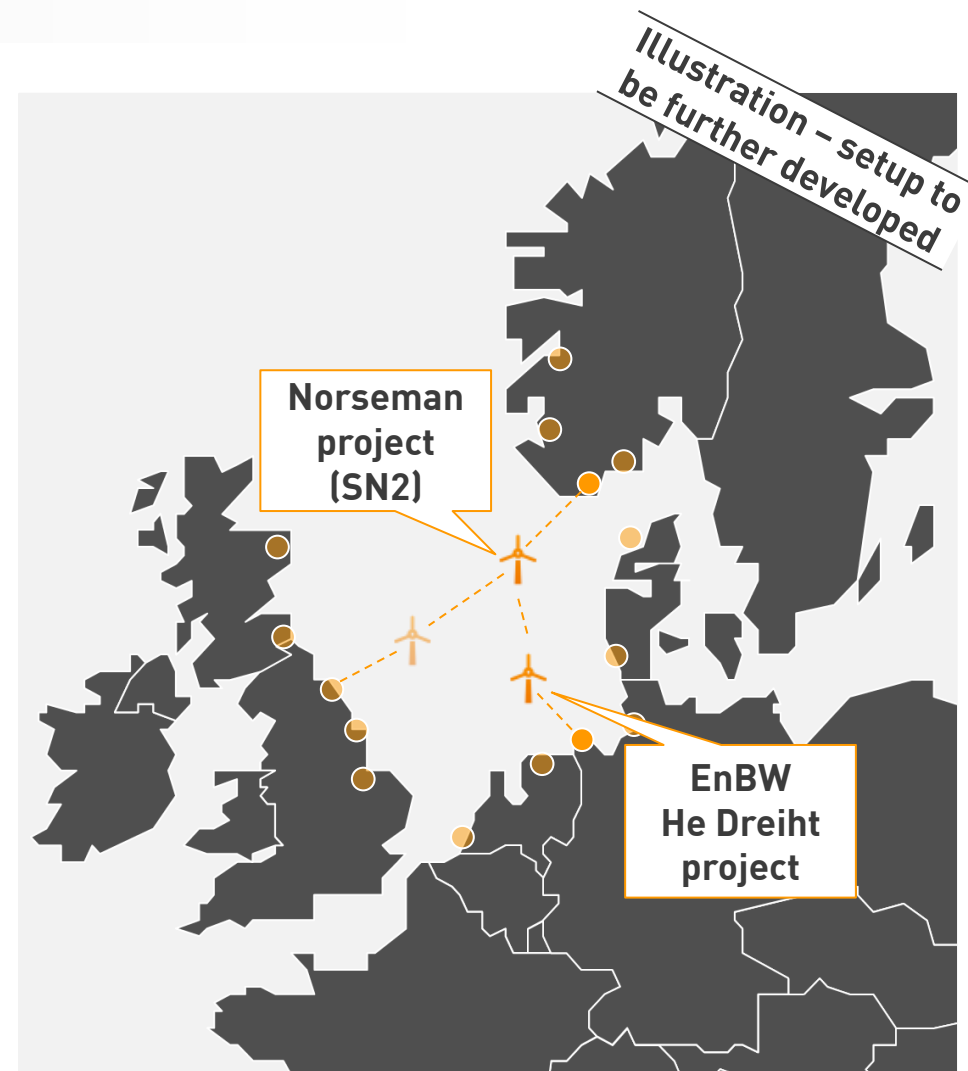 Illustration – setup to
be further developed
Norseman
project
(SN2)
EnBW
He Dreiht
project